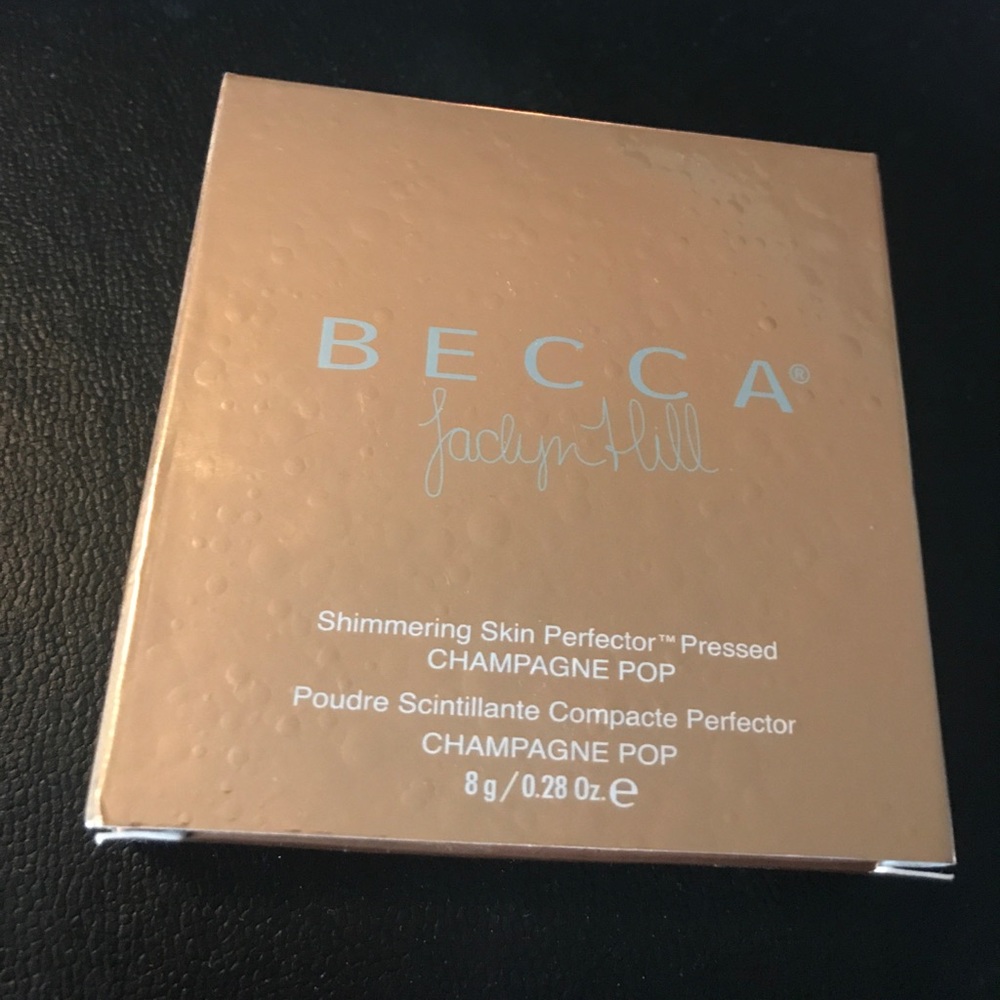 BECCA®
Jaclyn Hill
Shimmering Skin Perfector™ Pressed
CHAMPAGNE POP
Poudre Scintillante Compacte Perfector
CHAMPAGNE POP
8 g / 0.28 Oz. ℮